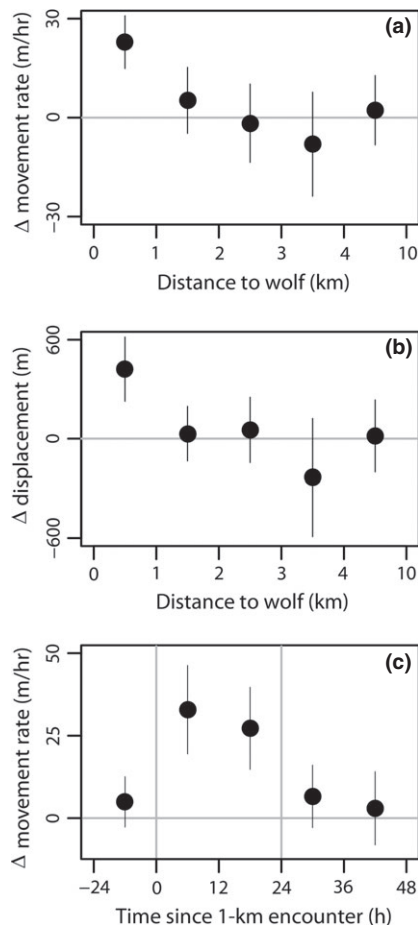 (a)
Δ movement rate (m/hr)
30
0
−30
0 1 2 3 4 10
Distance to wolf (km)
(b)
Δ displacement (m)
600
0
−600
0 1 2 3 4 10
Distance to wolf (km)
(c)
Δ movement rate (m/hr)
50
25
0
−24 0 12 24 36 48
Time since 1-km encounter (h)